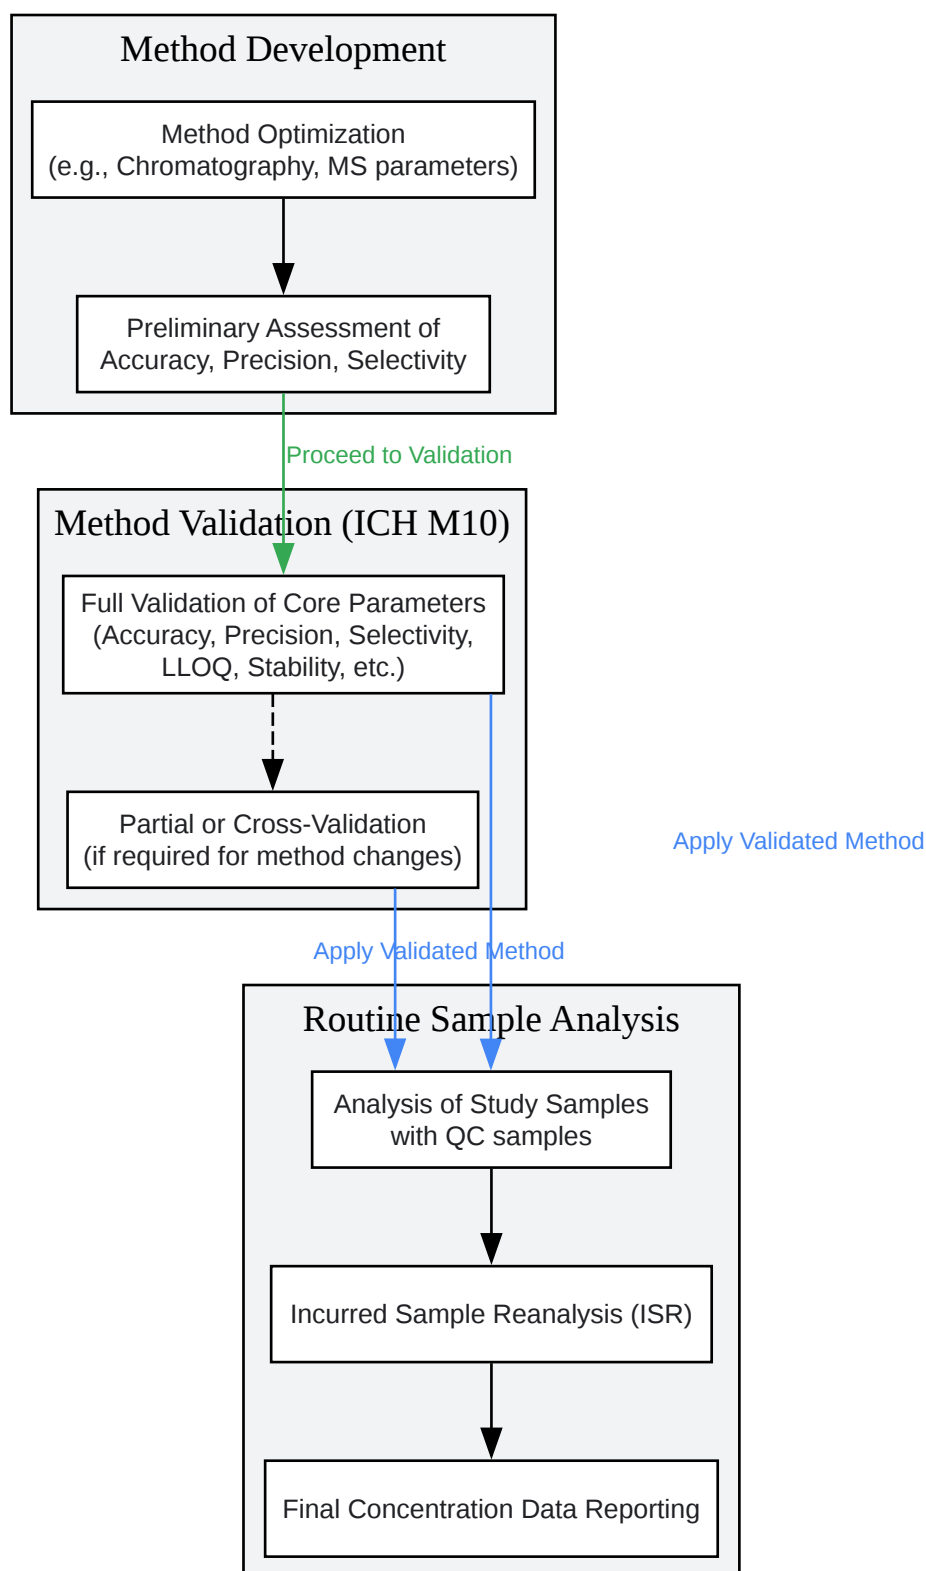 Method Development
Method Optimization
(e.g., Chromatography, MS parameters)
Preliminary Assessment of
Accuracy, Precision, Selectivity
Proceed to Validation
Method Validation (ICH M10)
Full Validation of Core Parameters
(Accuracy, Precision, Selectivity,
LLOQ, Stability, etc.)
Partial or Cross-Validation
(if required for method changes)
Apply Validated Method
Apply Validated Method
Routine Sample Analysis
Analysis of Study Samples
with QC samples
Incurred Sample Reanalysis (ISR)
Final Concentration Data Reporting